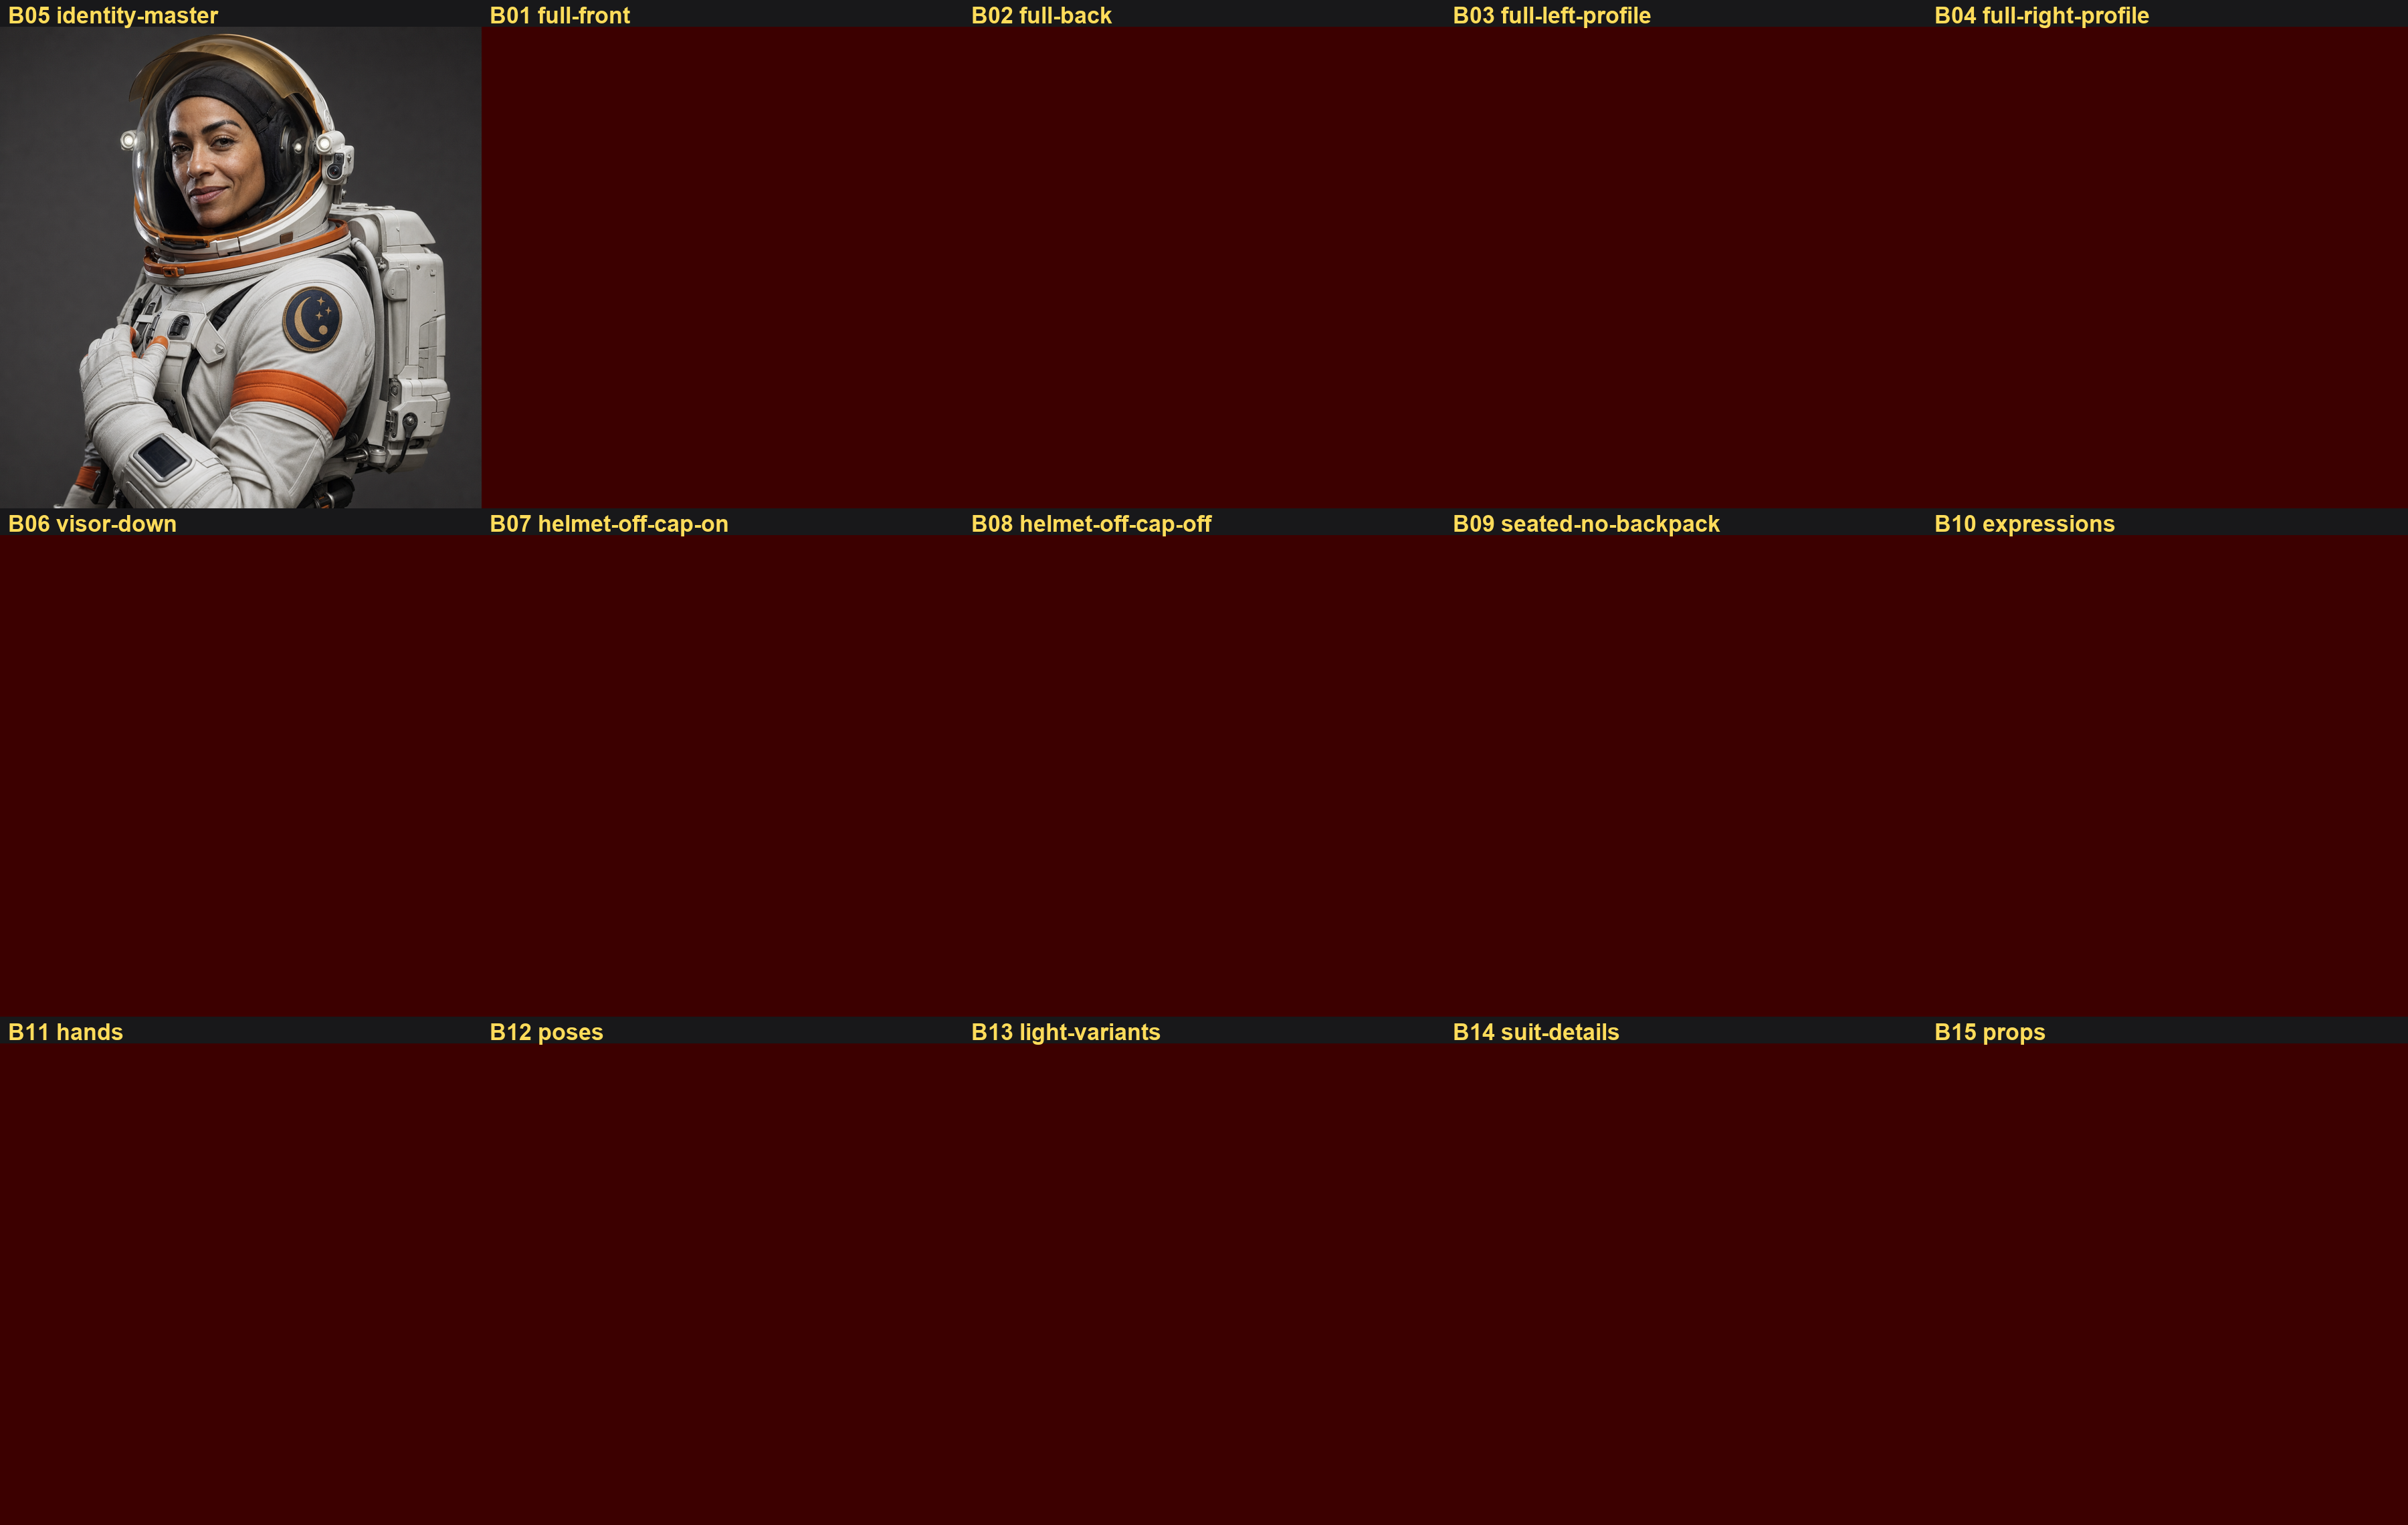 B05 identity-master
B01 full-front
B02 full-back
B03 full-left-profile
B04 full-right-profile
B06 visor-down
B07 helmet-off-cap-on
B08 helmet-off-cap-off
B09 seated-no-backpack
B10 expressions
B11 hands
B12 poses
B13 light-variants
B14 suit-details
B15 props